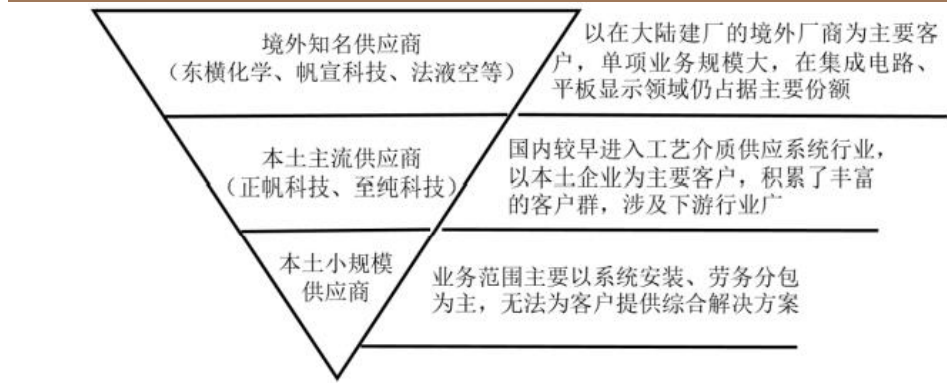 境外知名供应商
（东横化学、帆宣科技、法液空等）
以在大陆建厂的境外厂商为主要客
户，单项业务规模大，在集成电路、
平板显示领域仍占据主要份额
本土主流供应商
（正帆科技、至纯科技）
国内较早进入工艺介质供应系统行业，
以本土企业为主要客户，积累了丰富
的客户群，涉及下游行业广
本土小规模
供应商
业务范围主要以系统安装、劳务分包
为主，无法为客户提供综合解决方案